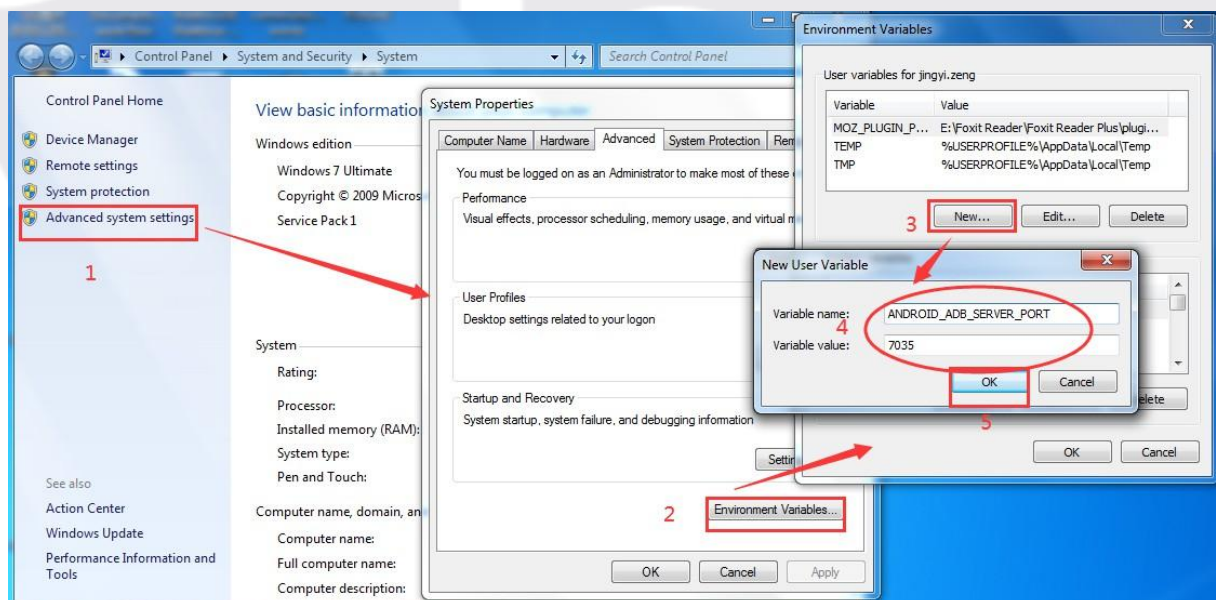 Control Panel ▸ System and Security ▸ System
Search Control Panel
Control Panel Home
Device Manager
Remote settings
System protection
Advanced system settings
1
See also
Action Center
Windows Update
Performance Information and
Tools
View basic information
Windows edition
Windows 7 Ultimate
Copyright © 2009 Micros
Service Pack 1
System
Rating:
Processor:
Installed memory (RAM):
System type:
Pen and Touch:
Computer name, domain, an
Computer name:
Full computer name:
Computer description:
System Properties
Computer Name Hardware Advanced System Protection Rem
You must be logged on as an Administrator to make most of these
Performance
Visual effects, processor scheduling, memory usage, and virtual m
User Profiles
Desktop settings related to your logon
Startup and Recovery
System startup, system failure, and debugging information
Settin
2
Environment Variables...
OK Cancel Apply
Environment Variables
User variables for jingyi.zeng
Variable Value
MOZ_PLUGIN_P... E:\Foxit Reader\Foxit Reader Plus\plugi...
TEMP %USERPROFILE%\AppData\Local\Temp
TMP %USERPROFILE%\AppData\Local\Temp
3
New... Edit... Delete
New User Variable
Variable name: ANDROID_ADB_SERVER_PORT
4
Variable value: 7035
OK Cancel
5
elete
OK Cancel